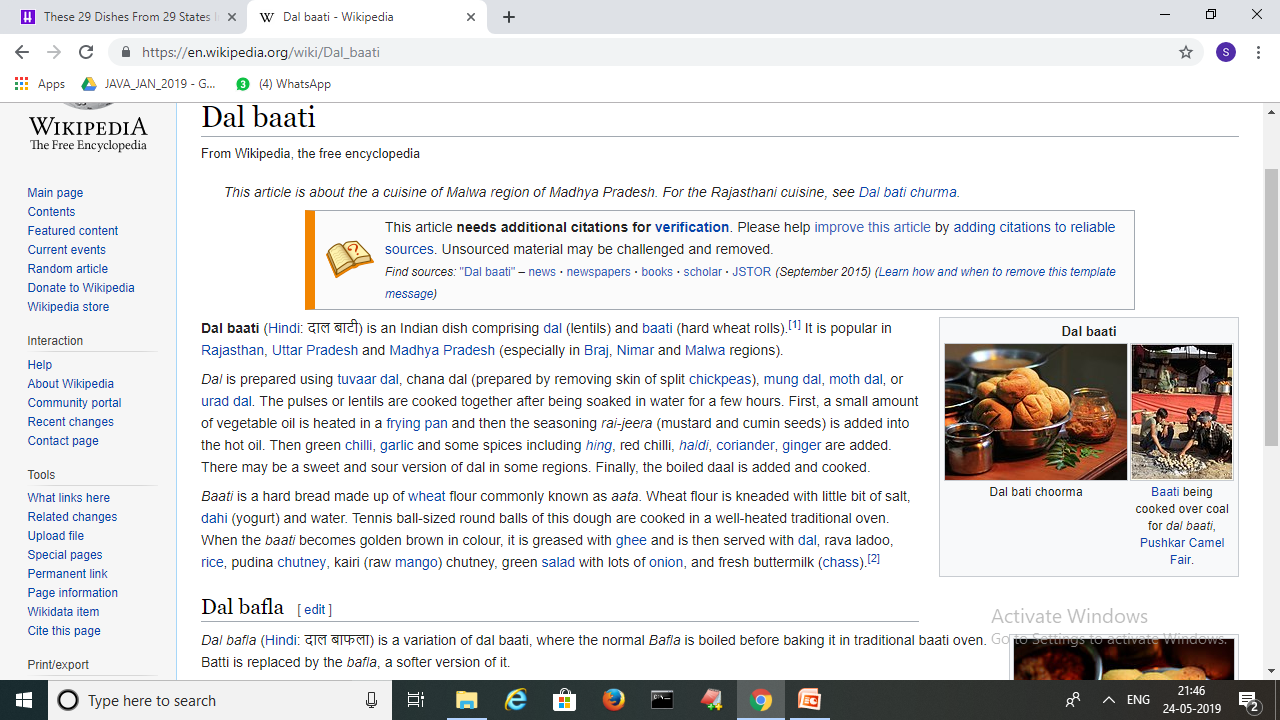 These 29 Dishes From 29 States
Dal baati - Wikipedia
https://en.wikipedia.org/wiki/Dal_baati
S
Apps
JAVA_JAN_2019 - G...
3
(4) WhatsApp
WIKIPEDIA
The Free Encyclopedia
Main page
Contents
Featured content
Current events
Random article
Donate to Wikipedia
Wikipedia store
Interaction
Help
About Wikipedia
Community portal
Recent changes
Contact page
Tools
What links here
Related changes
Upload file
Special pages
Permanent link
Page information
Wikidata item
Cite this page
Print/export
Dal baati
From Wikipedia, the free encyclopedia
This article is about the a cuisine of Malwa region of Madhya Pradesh. For the Rajasthani cuisine, see Dal bati churma.
This article needs additional citations for verification. Please help improve this article by adding citations to reliable
sources. Unsourced material may be challenged and removed.
Find sources: "Dal baati" – news · newspapers · books · scholar · JSTOR (September 2015) (Learn how and when to remove this template
message)
Dal baati (Hindi: दाल बाटी) is an Indian dish comprising dal (lentils) and baati (hard wheat rolls).[1] It is popular in
Rajasthan, Uttar Pradesh and Madhya Pradesh (especially in Braj, Nimar and Malwa regions).
Dal is prepared using tuvaar dal, chana dal (prepared by removing skin of split chickpeas), mung dal, moth dal, or
urad dal. The pulses or lentils are cooked together after being soaked in water for a few hours. First, a small amount
of vegetable oil is heated in a frying pan and then the seasoning rai-jeera (mustard and cumin seeds) is added into
the hot oil. Then green chilli, garlic and some spices including hing, red chilli, haldi, coriander, ginger are added.
There may be a sweet and sour version of dal in some regions. Finally, the boiled daal is added and cooked.
Baati is a hard bread made up of wheat flour commonly known as aata. Wheat flour is kneaded with little bit of salt,
dahi (yogurt) and water. Tennis ball-sized round balls of this dough are cooked in a well-heated traditional oven.
When the baati becomes golden brown in colour, it is greased with ghee and is then served with dal, rava ladoo,
rice, pudina chutney, kairi (raw mango) chutney, green salad with lots of onion, and fresh buttermilk (chass).[2]
Dal baati
Dal bati choorma
Baati being
cooked over coal
for dal baati,
Pushkar Camel
Fair.
Dal bafla [ edit ]
Dal bafla (Hindi: दाल बाफला) is a variation of dal baati, where the normal Bafla is boiled before baking it in traditional baati oven.
Batti is replaced by the bafla, a softer version of it.
Activate Windows
Go to Settings to activate Windows.
Type here to search
ENG
21:46
24-05-2019
2